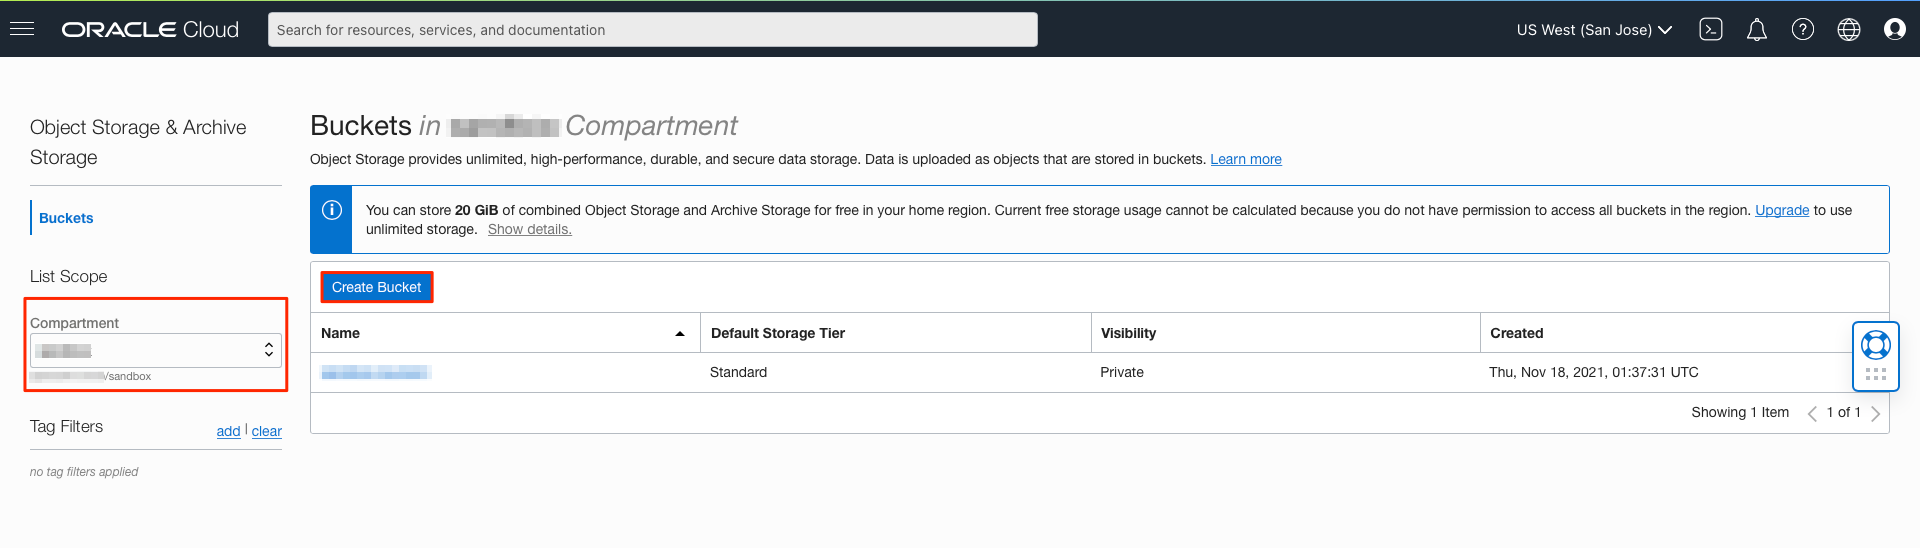 ORACLE Cloud
Search for resources, services, and documentation
US West (San Jose)
Object Storage & Archive
Storage
Buckets
List Scope
Compartment
/sandbox
Tag Filters
add | clear
no tag filters applied
Buckets in Compartment
Object Storage provides unlimited, high-performance, durable, and secure data storage. Data is uploaded as objects that are stored in buckets. Learn more
You can store 20 GiB of combined Object Storage and Archive Storage for free in your home region. Current free storage usage cannot be calculated because you do not have permission to access all buckets in the region. Upgrade to use
unlimited storage. Show details.
Create Bucket
Name Default Storage Tier Visibility Created
Standard Private Thu, Nov 18, 2021, 01:37:31 UTC
Showing 1 Item 1 of 1